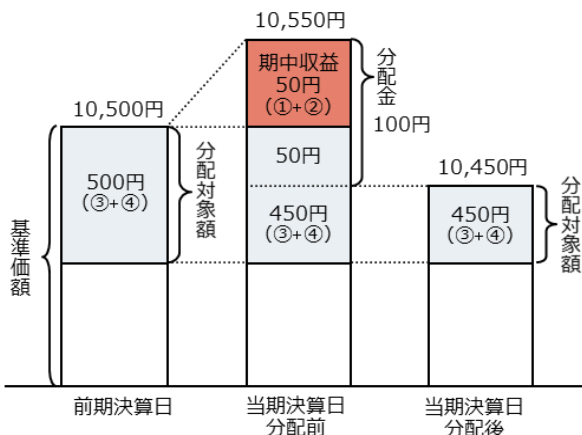 10,550円
期中収益
50円
(①+②)
分配金
100円
10,500円
500円
(③+④)
分配対象額
50円
450円
(③+④)
10,450円
450円
(③+④)
分配対象額
基準価額
前期決算日
当期決算日
分配前
当期決算日
分配後